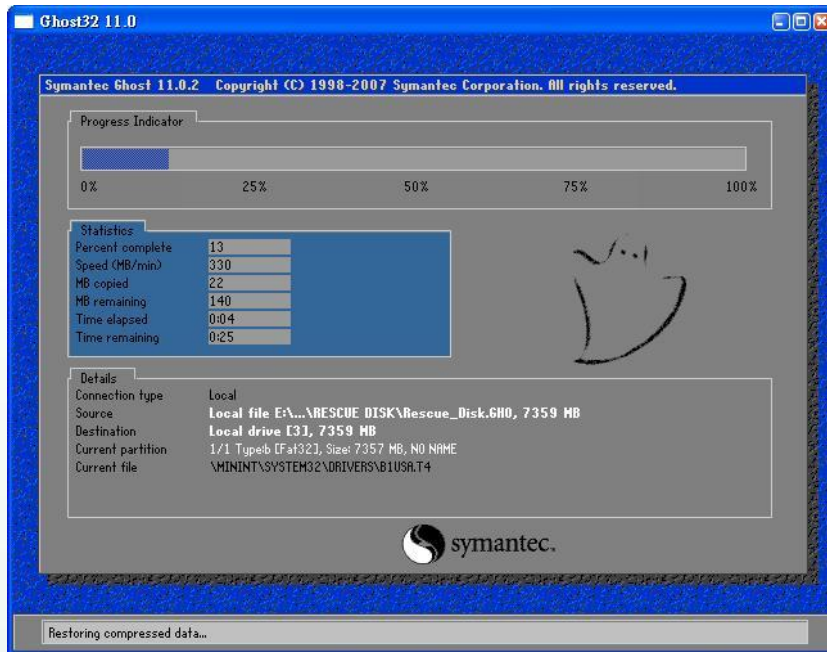 Ghost32 11.0
Symantec Ghost 11.0.2 Copyright (C) 1998-2007 Symantec Corporation. All rights reserved.
Progress Indicator
0% 25% 50% 75% 100%
Statistics
Percent complete 13
Speed (MB/min) 330
MB copied 22
MB remaining 140
Time elapsed 0:04
Time remaining 0:25
Details
Connection type Local
Source Local file E:\...\RESCUE DISK\Rescue_Disk.GHO, 7359 MB
Destination Local drive [3], 7359 MB
Current partition 1/1 Type:b [Fat32], Size: 7357 MB, NO NAME
Current file \MININT\SYSTEM32\DRIVERS\B1USA.T4
symantec.
Restoring compressed data...